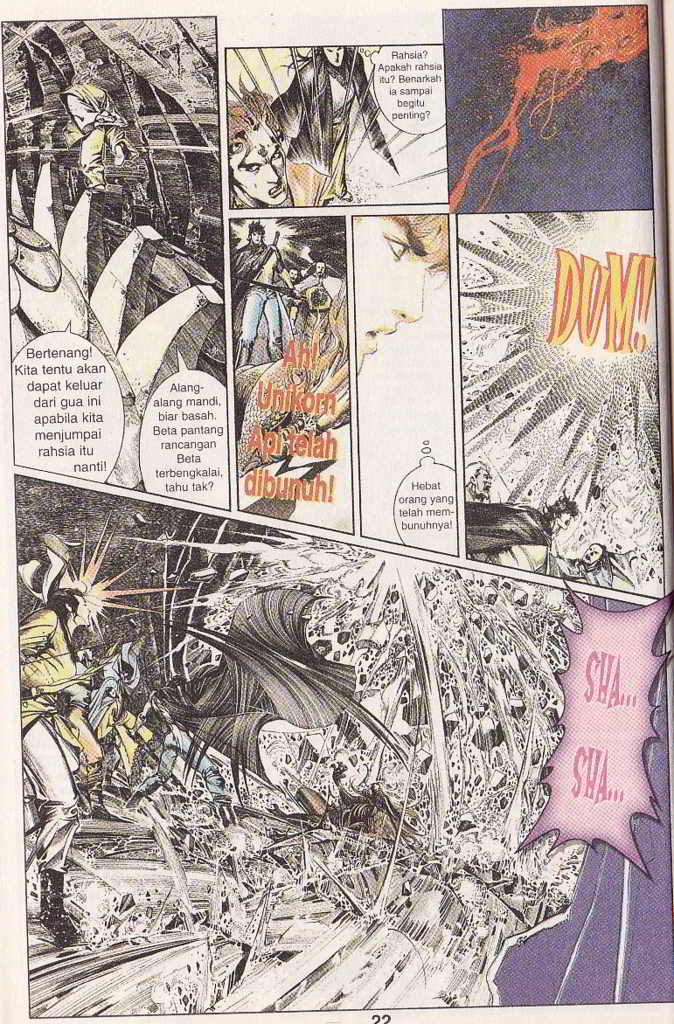 Bertenang!
Kita tentu akan
dapat keluar
dari gua ini
apabila kita
menjumpai
rahsia itu
nanti!
Alang-
alang mandi,
biar basah.
Beta pantang
rancangan
Beta
terbengkalai,
tahu tak?
Rahsia?
Apakah rahsia
itu? Benarkah
ia sampai
begitu
penting?
Ah!
Unikorn
Api telah
dibunuh!
Hebat
orang yang
telah mem-
bunuhnya!
DUM!!
SHA...
SHA...
22